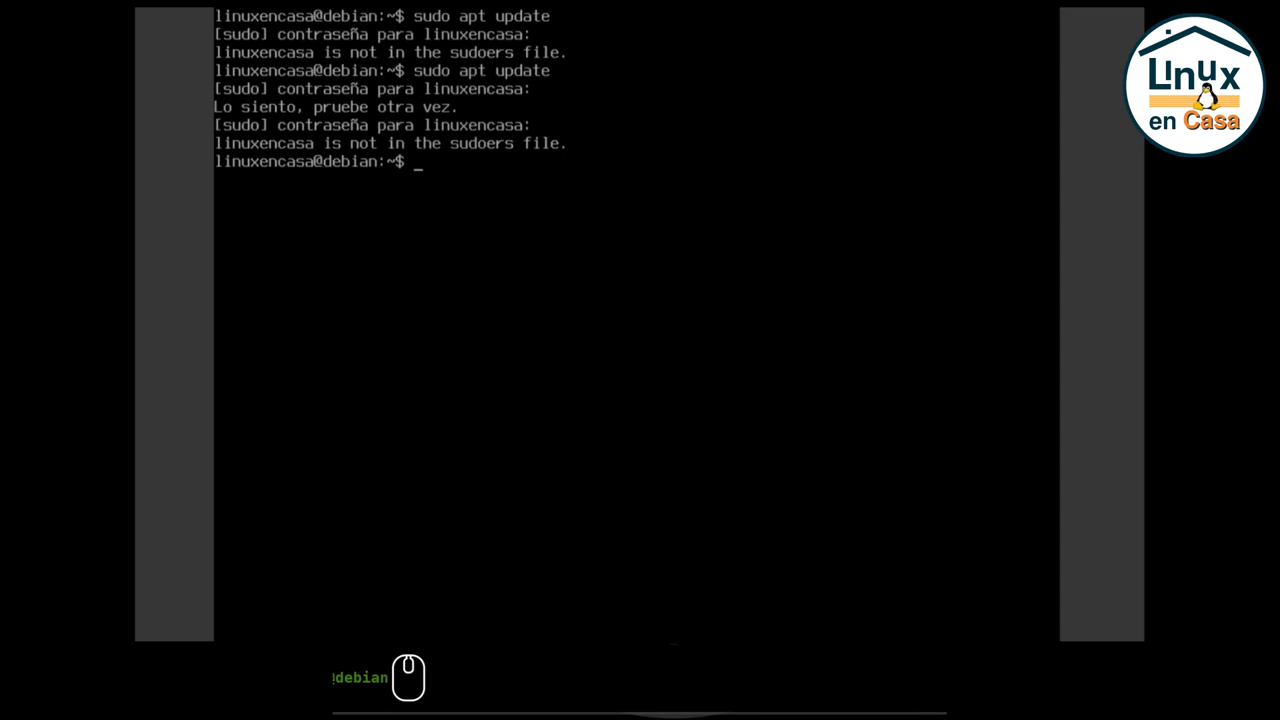 linuxencasa@debian:~$ sudo apt update
[sudo] contraseña para linuxencasa:
linuxencasa is not in the sudoers file.
linuxencasa@debian:~$ sudo apt update
[sudo] contraseña para linuxencasa:
Lo siento, pruebe otra vez.
[sudo] contraseña para linuxencasa:
linuxencasa is not in the sudoers file.
linuxencasa@debian:~$ _
Linux
en Casa
@debian